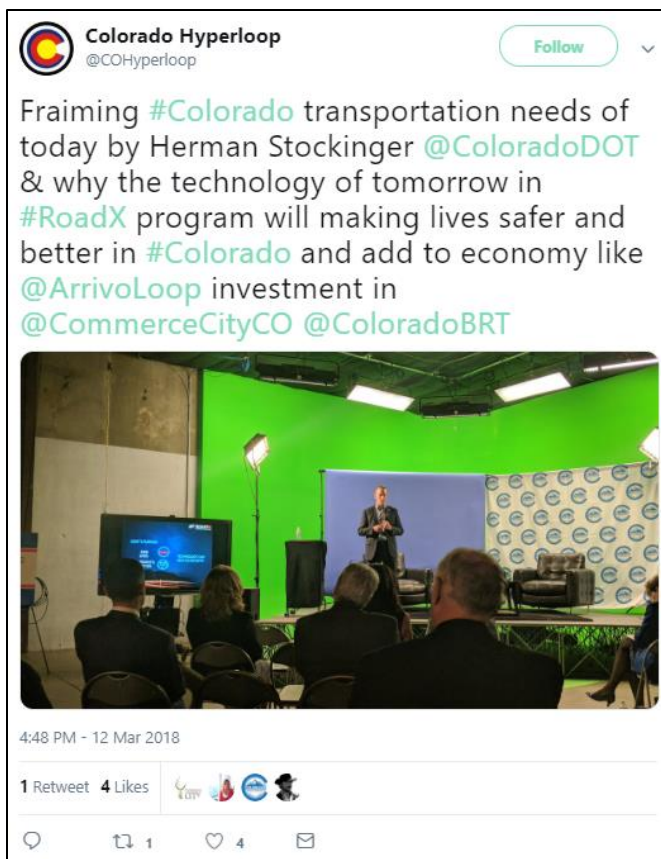 Colorado Hyperloop
@COHyperloop
Follow
Fraiming #Colorado transportation needs of
today by Herman Stockinger @ColoradoDOT
& why the technology of tomorrow in
#RoadX program will making lives safer and
better in #Colorado and add to economy like
@ArrivoLoop investment in
@CommerceCityCO @ColoradoBRT
4:48 PM - 12 Mar 2018
1 Retweet 4 Likes
1 4